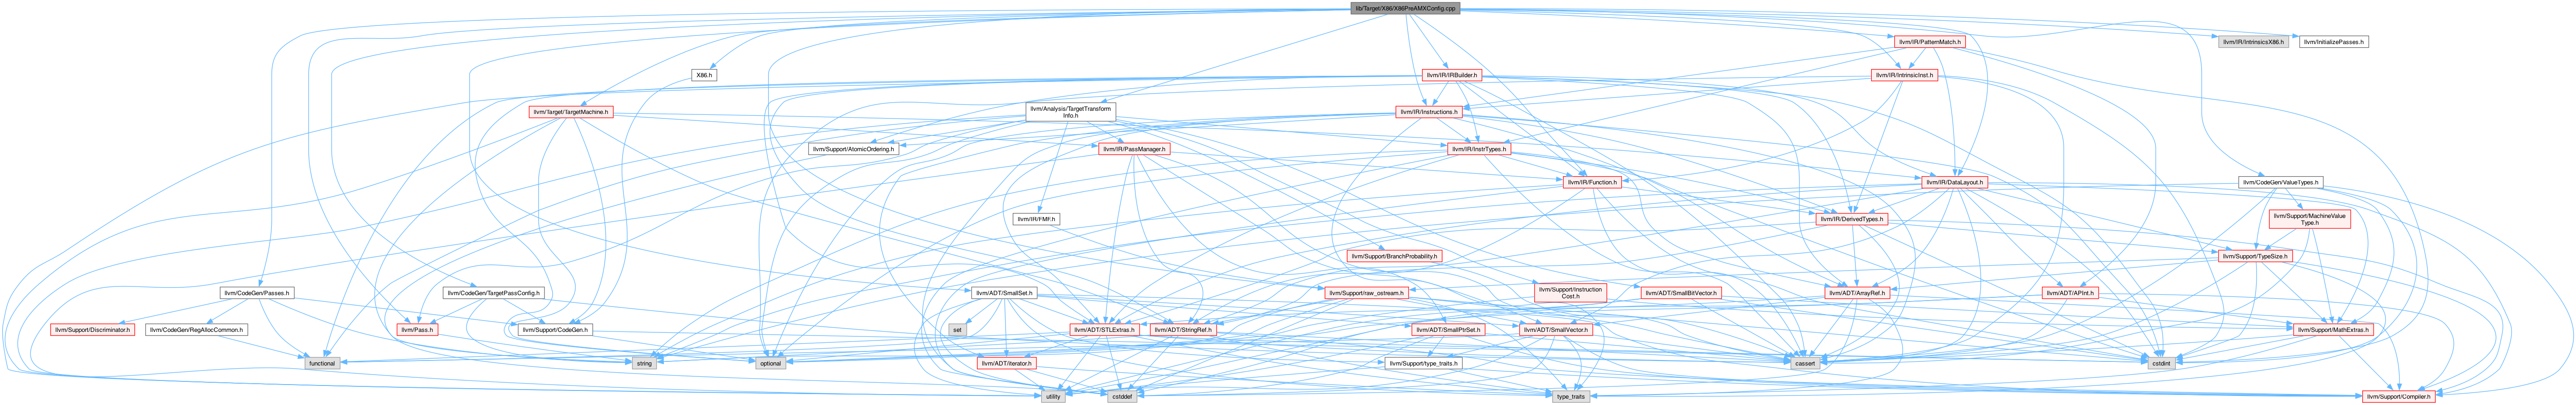 lib/Target/X86/X86PreAMXConfig.cpp
llvm/IR/PatternMatch.h
llvm/IR/IntrinsicsX86.h
llvm/InitializePasses.h
X86.h
llvm/IR/IRBuilder.h
llvm/IR/IntrinsicInst.h
llvm/Target/TargetMachine.h
llvm/Analysis/TargetTransform
Info.h
llvm/IR/Instructions.h
llvm/Support/AtomicOrdering.h
llvm/IR/PassManager.h
llvm/IR/InstrTypes.h
llvm/IR/Function.h
llvm/IR/DataLayout.h
llvm/CodeGen/ValueTypes.h
llvm/IR/FMF.h
llvm/IR/DerivedTypes.h
llvm/Support/MachineValue
Type.h
llvm/Support/BranchProbability.h
llvm/Support/TypeSize.h
llvm/CodeGen/Passes.h
llvm/CodeGen/TargetPassConfig.h
llvm/ADT/SmallSet.h
llvm/Support/raw_ostream.h
llvm/Support/Instruction
Cost.h
llvm/ADT/SmallBitVector.h
llvm/ADT/ArrayRef.h
llvm/ADT/APInt.h
llvm/Support/Discriminator.h
llvm/CodeGen/RegAllocCommon.h
llvm/Pass.h
llvm/Support/CodeGen.h
set
llvm/ADT/STLExtras.h
llvm/ADT/StringRef.h
llvm/ADT/SmallPtrSet.h
llvm/ADT/SmallVector.h
llvm/Support/MathExtras.h
functional
string
optional
llvm/ADT/iterator.h
llvm/Support/type_traits.h
cassert
cstdint
utility
cstddef
type_traits
llvm/Support/Compiler.h